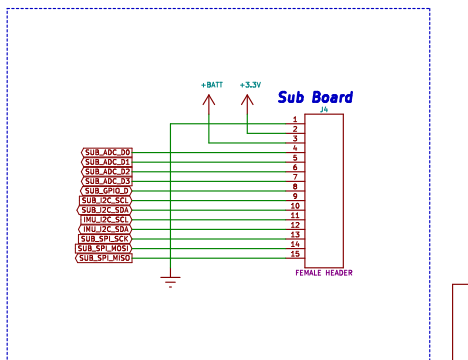 +BATT +3.3V
Sub Board
J4
1
2
3
SUB_ADC_D0 4
SUB_ADC_D1 5
SUB_ADC_D2 6
SUB_ADC_D3 7
SUB_GPIO_D 8
SUB_I2C_SCL 9
SUB_I2C_SDA 10
IMU_I2C_SCL 11
IMU_I2C_SDA 12
SUB_SPI_SCK 13
SUB_SPI_MOSI 14
SUB_SPI_MISO 15
FEMALE HEADER